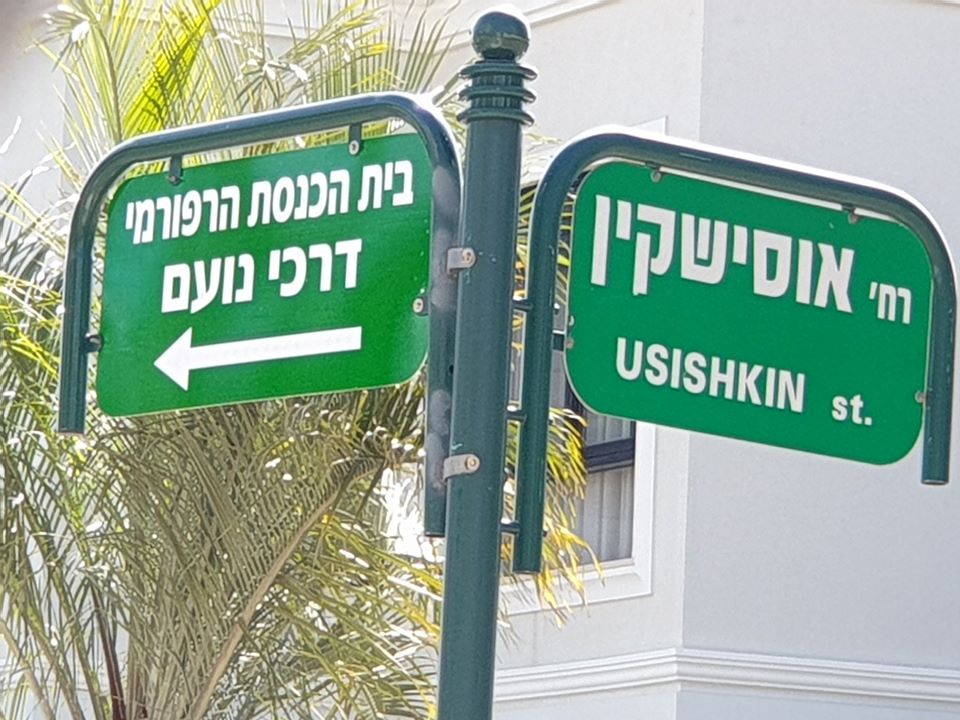 בית הכנסת הרפורמי
דרכי נועם
רח' אוסישקין
USISHKIN st.